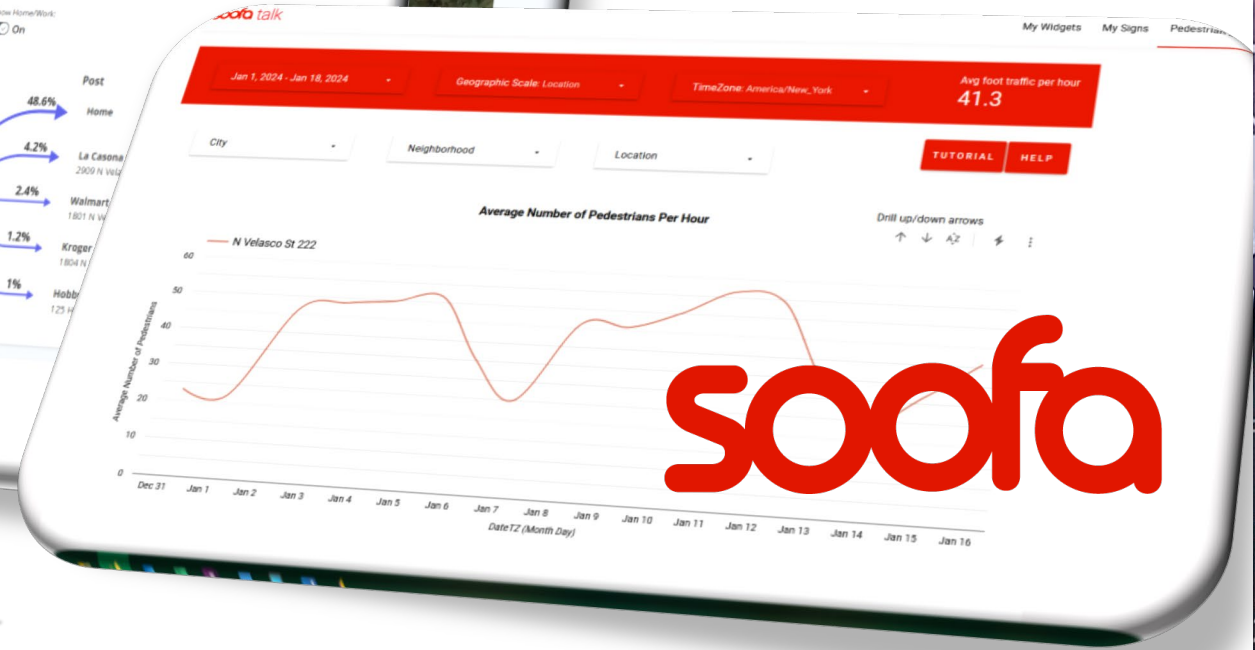 ow Home/Work:
On
Post
48.6%
Home
4.2%
La Casona
2909 N
2.4%
Walmart
1801 N
1.2%
Kroger
1804 N
1%
125
soofa talk
My Widgets
My Signs
Pedestrian
Jan 1, 2024 - Jan 18, 2024
Geographic Scale: Location
TimeZone: America/New_York
Avg foot traffic per hour
41.3
City
Neighborhood
Location
TUTORIAL
HELP
Average Number of Pedestrians Per Hour
Drill up/down arrows
N Velasco St 222
60
50
40
30
20
10
0
Average Number of Pedestrians
Dec 31
Jan 1
Jan 2
Jan 3
Jan 4
Jan 5
Jan 6
Jan 7
Jan 8
Jan 9
Jan 10
Jan 11
Jan 12
Jan 13
Jan 14
Jan 15
Jan 16
DateTZ (Month Day)
soofa